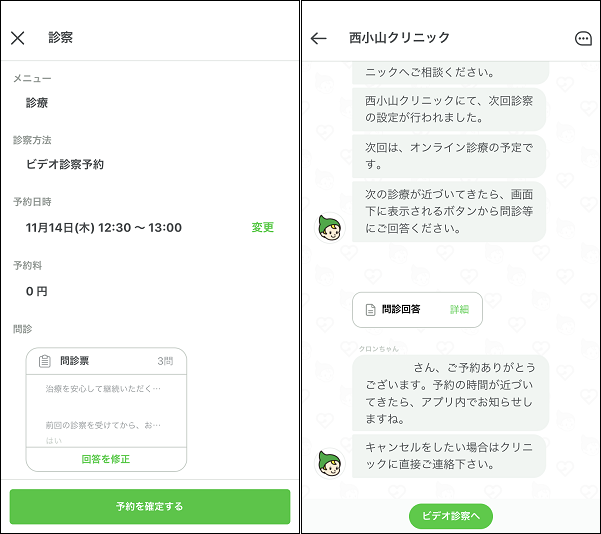 診察
メニュー
診療
診察方法
ビデオ診察予約
予約日時
11月14日(木) 12:30 〜 13:00
変更
予約料
0 円
問診
問診票
3問
治療を安心して継続いただく…
前回の診察を受けてから、お…
はい
回答を修正
予約を確定する
西小山クリニック
ニックへご相談ください。
西小山クリニックにて、次回診察
の設定が行われました。
次回は、オンライン診療の予定で
す。
次の診療が近づいてきたら、画面
下に表示されるボタンから問診等
にご回答ください。
問診回答
詳細
クロンちゃん
さん、ご予約ありがとう
ございます。予約の時間が近づい
てきたら、アプリ内でお知らせし
ますね。
キャンセルをしたい場合はクリニ
ックに直接ご連絡下さい。
ビデオ診察へ